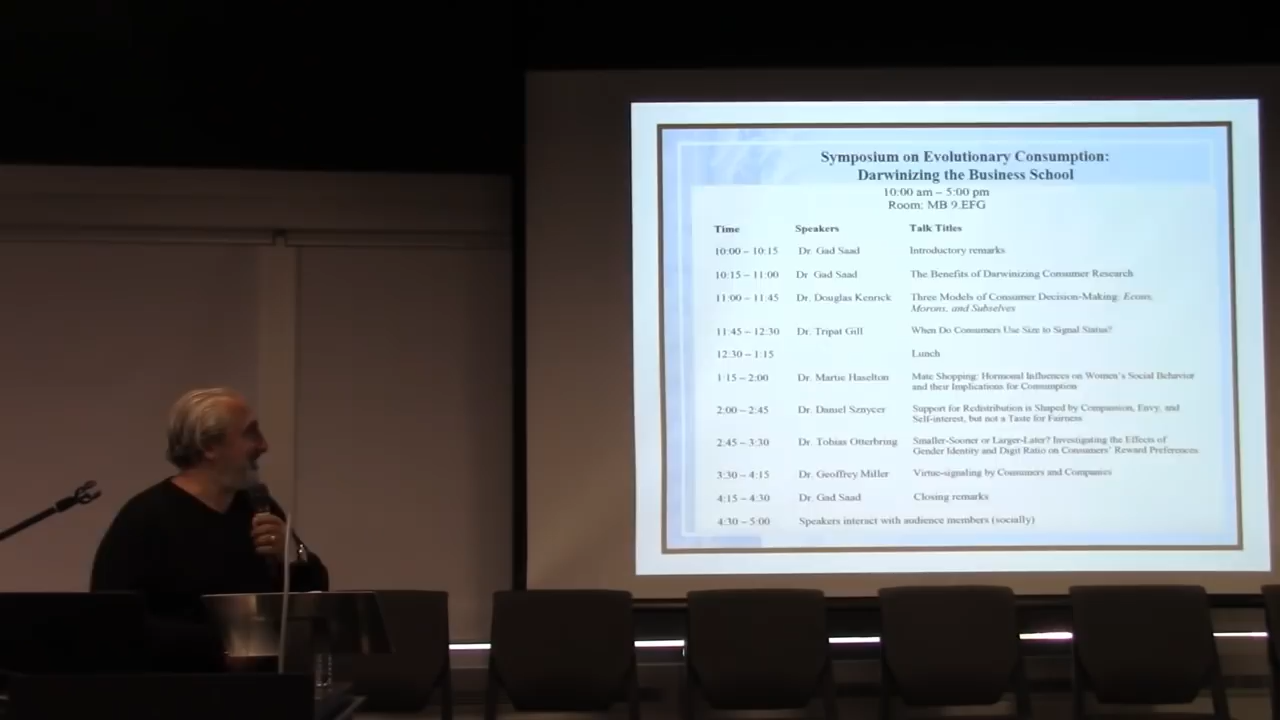 Symposium on Evolutionary Consumption:
Darwinizing the Business School
10:00 am – 5:00 pm
Room: MB 9.EFG
Time Speakers Talk Titles
10:00 – 10:15 Dr. Gad Saad Introductory remarks
10:15 – 11:00 Dr. Gad Saad The Benefits of Darwinizing Consumer Research
11:00 – 11:45 Dr. Douglas Kenrick Three Models of Consumer Decision-Making: Econs,
Morons, and Subselves
11:45 – 12:30 Dr. Tripat Gill When Do Consumers Use Size to Signal Status?
12:30 – 1:15 Lunch
1:15 – 2:00 Dr. Martie Haselton Mate Shopping: Hormonal Influences on Women's Social Behavior
and their Implications for Consumption
2:00 – 2:45 Dr. Daniel Sznycer Support for Redistribution is Shaped by Compassion, Envy, and
Self-interest, but not a Taste for Fairness
2:45 – 3:30 Dr. Tobias Otterbring Smaller-Sooner or Larger-Later? Investigating the Effects of
Gender Identity and Digit Ratio on Consumers' Reward Preferences
3:30 – 4:15 Dr. Geoffrey Miller Virtue-signaling by Consumers and Companies
4:15 – 4:30 Dr. Gad Saad Closing remarks
4:30 – 5:00 Speakers interact with audience members (socially)